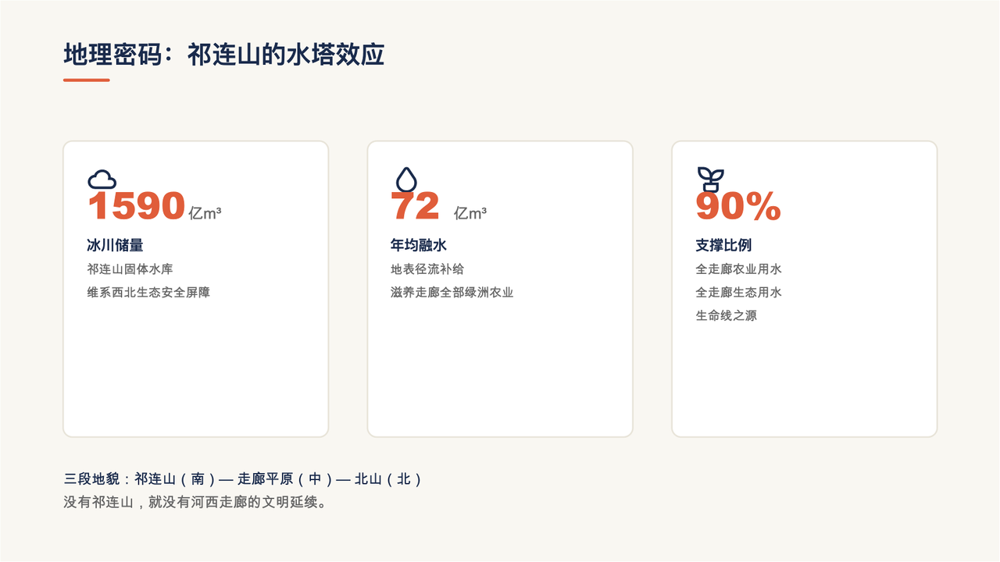 地理密码：祁连山的水塔效应
1590 亿m³
冰川储量
祁连山固体水库
维系西北生态安全屏障
72 亿m³
年均融水
地表径流补给
滋养走廊全部绿洲农业
90%
支撑比例
全走廊农业用水
全走廊生态用水
生命线之源
三段地貌：祁连山（南）— 走廊平原（中）— 北山（北）
没有祁连山，就没有河西走廊的文明延续。